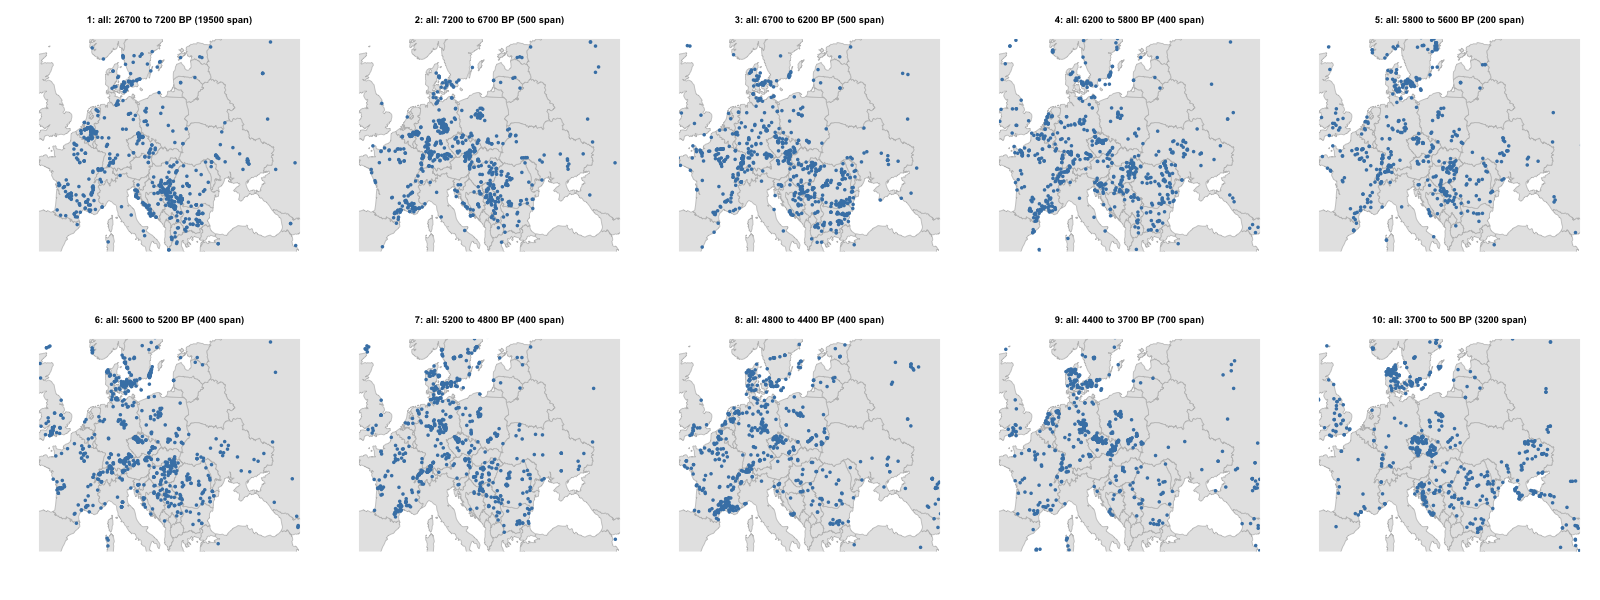 1: all: 26700 to 7200 BP (19500 span)
2: all: 7200 to 6700 BP (500 span)
3: all: 6700 to 6200 BP (500 span)
4: all: 6200 to 5800 BP (400 span)
5: all: 5800 to 5600 BP (200 span)
6: all: 5600 to 5200 BP (400 span)
7: all: 5200 to 4800 BP (400 span)
8: all: 4800 to 4400 BP (400 span)
9: all: 4400 to 3700 BP (700 span)
10: all: 3700 to 500 BP (3200 span)